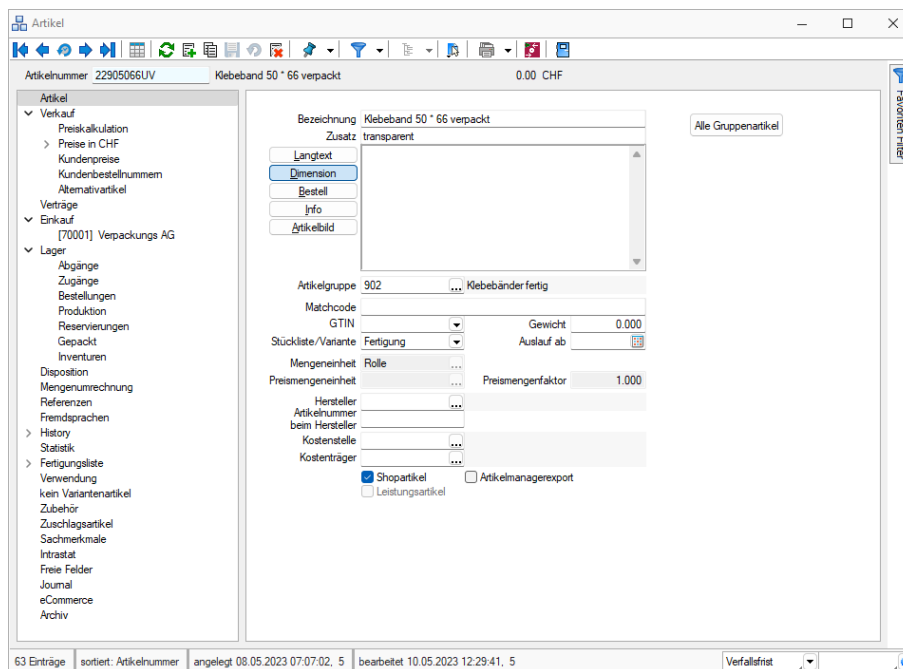 Artikel
Artikelnummer 22905066UV Klebeband 50 * 66 verpackt 0.00 CHF
Favoriten Filter
Artikel
Verkauf
Preiskalkulation
Preise in CHF
Kundenpreise
Kundenbestellnummern
Alternativartikel
Verträge
Einkauf
[70001] Verpackungs AG
Lager
Abgänge
Zugänge
Bestellungen
Produktion
Reservierungen
Gepackt
Inventuren
Disposition
Mengenumrechnung
Referenzen
Fremdsprachen
History
Statistik
Fertigungsliste
Verwendung
kein Variantenartikel
Zubehör
Zuschlagsartikel
Sachmerkmale
Intrastat
Freie Felder
Journal
eCommerce
Archiv
Bezeichnung Klebeband 50 * 66 verpackt
Alle Gruppenartikel
Zusatz transparent
Langtext
Dimension
Bestell
Info
Artikelbild
Artikelgruppe 902 ... Klebebänder fertig
Matchcode
GTIN Gewicht 0.000
Stückliste/Variante Fertigung Auslauf ab
Mengeneinheit Rolle ...
Preismengeneinheit ... Preismengenfaktor 1.000
Hersteller ...
Artikelnummer
beim Hersteller
Kostenstelle ...
Kostenträger ...
Shopartikel Artikelmanagerexport
Leistungsartikel
63 Einträge sortiert: Artikelnummer angelegt 08.05.2023 07:07:02, 5 bearbeitet 10.05.2023 12:29:41, 5 Verfallsfrist